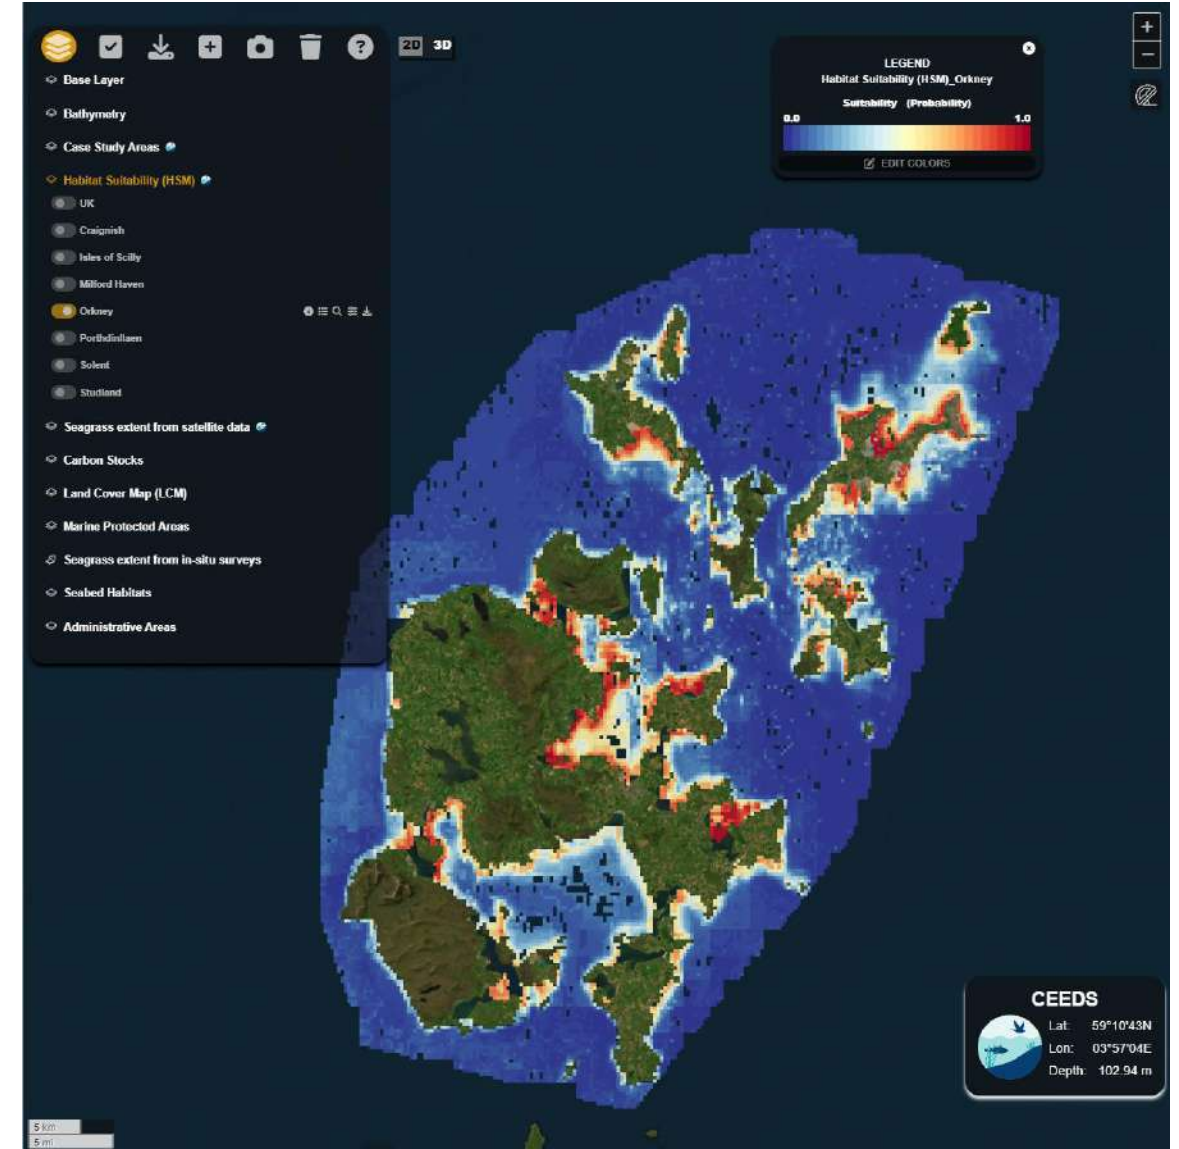 2D 3D
Base Layer
Bathymetry
Case Study Areas
Habitat Suitability (HSM)
UK
Craignish
Isles of Scilly
Milford Haven
Orkney
Porthdinllaen
Solent
Studland
Seagrass extent from satellite data
Carbon Stocks
Land Cover Map (LCM)
Marine Protected Areas
Seagrass extent from in-situ surveys
Seabed Habitats
Administrative Areas
LEGEND
Habitat Suitability (HSM)_Orkney
Suitability (Probability)
0.0 1.0
EDIT COLORS
+
−
CEEDS
Lat: 59°10'43N
Lon: 03°57'04E
Depth: 102.94 m
5 km
5 mi